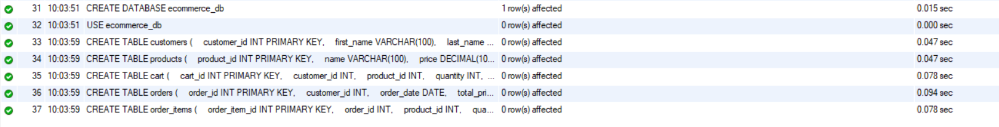 31 10:03:51 CREATE DATABASE ecommerce_db 1 row(s) affected 0.015 sec
32 10:03:51 USE ecommerce_db 0 row(s) affected 0.000 sec
33 10:03:59 CREATE TABLE customers ( customer_id INT PRIMARY KEY, first_name VARCHAR(100), last_name ... 0 row(s) affected 0.047 sec
34 10:03:59 CREATE TABLE products ( product_id INT PRIMARY KEY, name VARCHAR(100), price DECIMAL(10... 0 row(s) affected 0.047 sec
35 10:03:59 CREATE TABLE cart ( cart_id INT PRIMARY KEY, customer_id INT, product_id INT, quantity INT, ... 0 row(s) affected 0.078 sec
36 10:03:59 CREATE TABLE orders ( order_id INT PRIMARY KEY, customer_id INT, order_date DATE, total_pri... 0 row(s) affected 0.094 sec
37 10:03:59 CREATE TABLE order_items ( order_item_id INT PRIMARY KEY, order_id INT, product_id INT, qua... 0 row(s) affected 0.078 sec